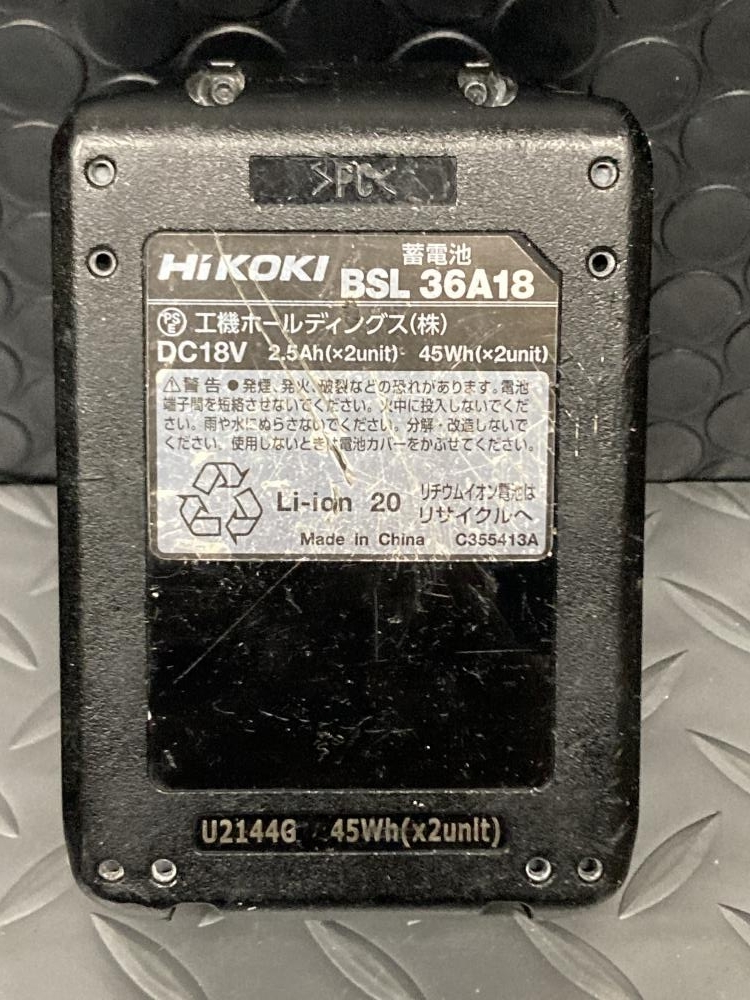 >PC<
HiKOKI 蓄電池
BSL 36A18
PS
E 工機ホールディングス(株)
DC18V 2.5Ah(×2unit) 45Wh(×2unit)
⚠警告 ●発煙、発火、破裂などの恐れがあります。電池
端子間を短絡させないでください。火中に投入しないでくだ
さい。雨や水にぬらさないでください。分解・改造しないで
ください。使用しないときは電池カバーをかぶせてください。
Li-ion 20 リチウムイオン電池は
リサイクルへ
Made in China C355413A
U2144G 45Wh(x2unit)